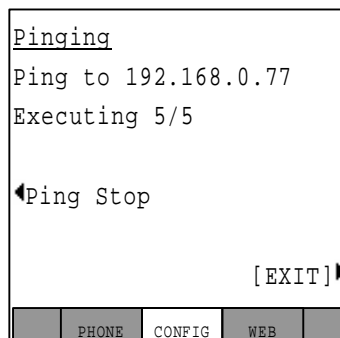 Pinging
Ping to 192.168.0.77
Executing 5/5
Ping Stop
[EXIT]
PHONE CONFIG WEB